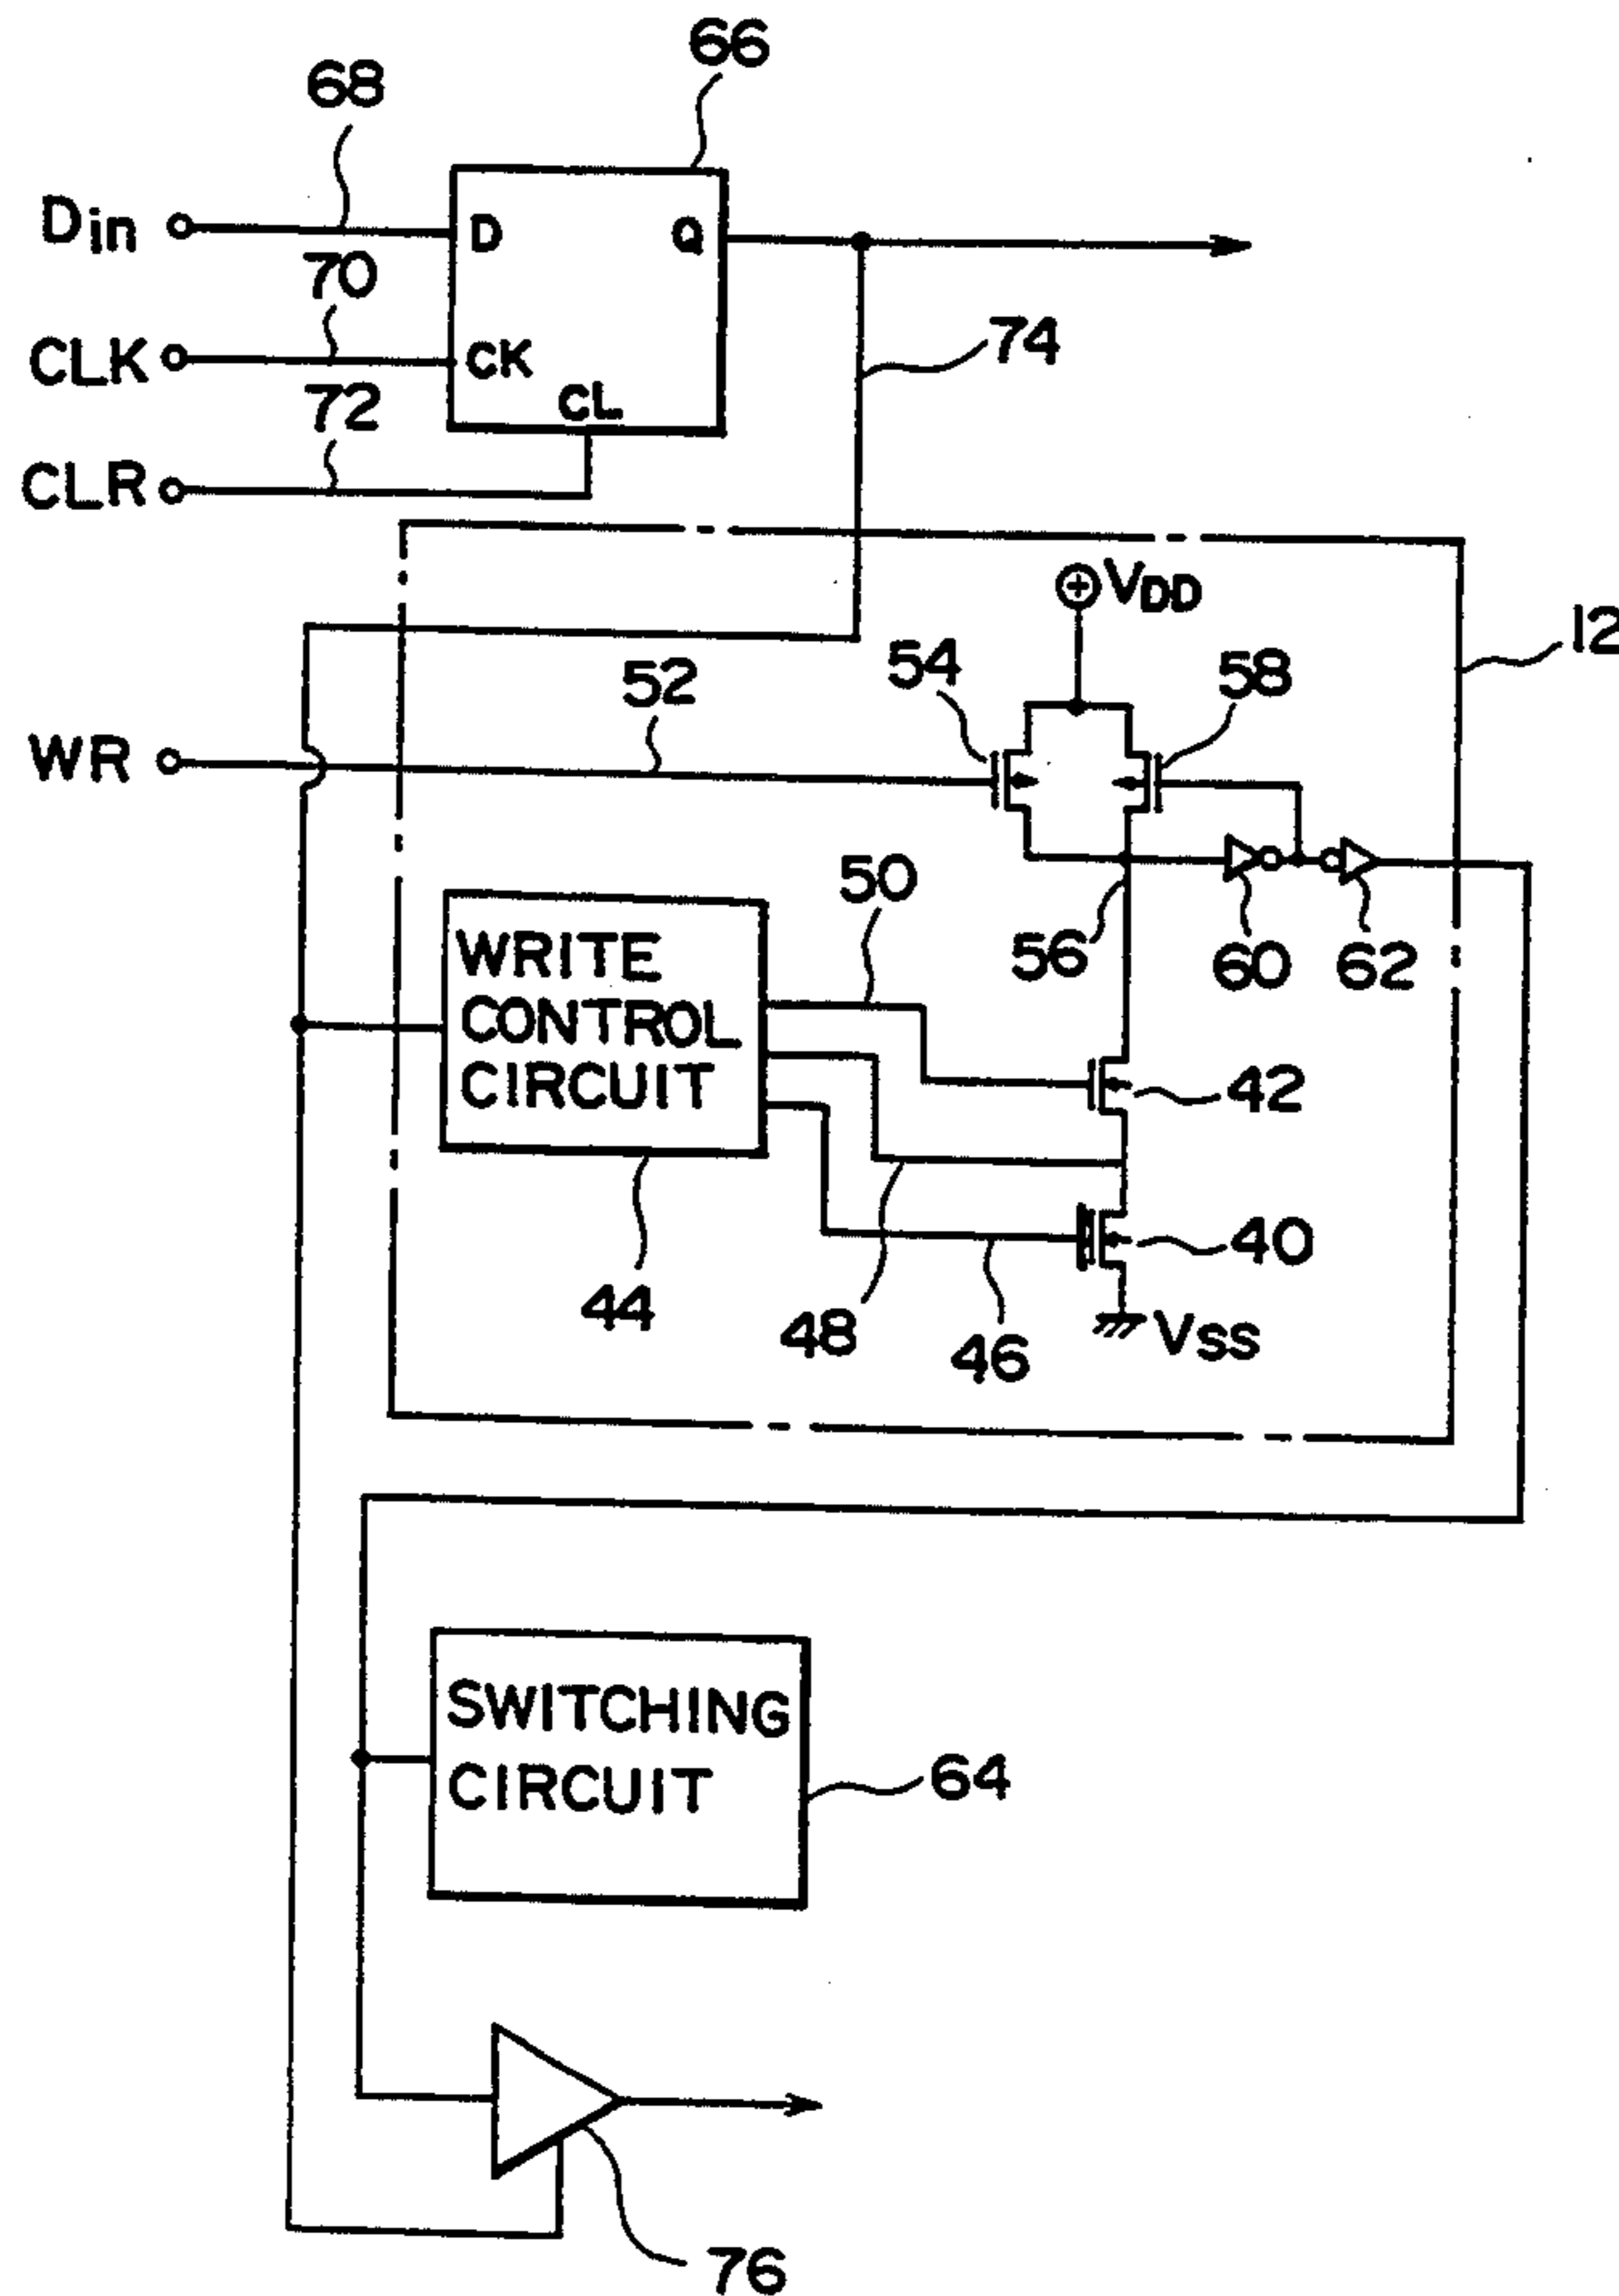 66
68
Din
D
Q
70
CLK
CK
74
72
CL
CLR
VDD
12
54
58
52
WR
50
56
60
62
WRITE
CONTROL
CIRCUIT
42
40
44
48
46
VSS
SWITCHING
CIRCUIT
64
76